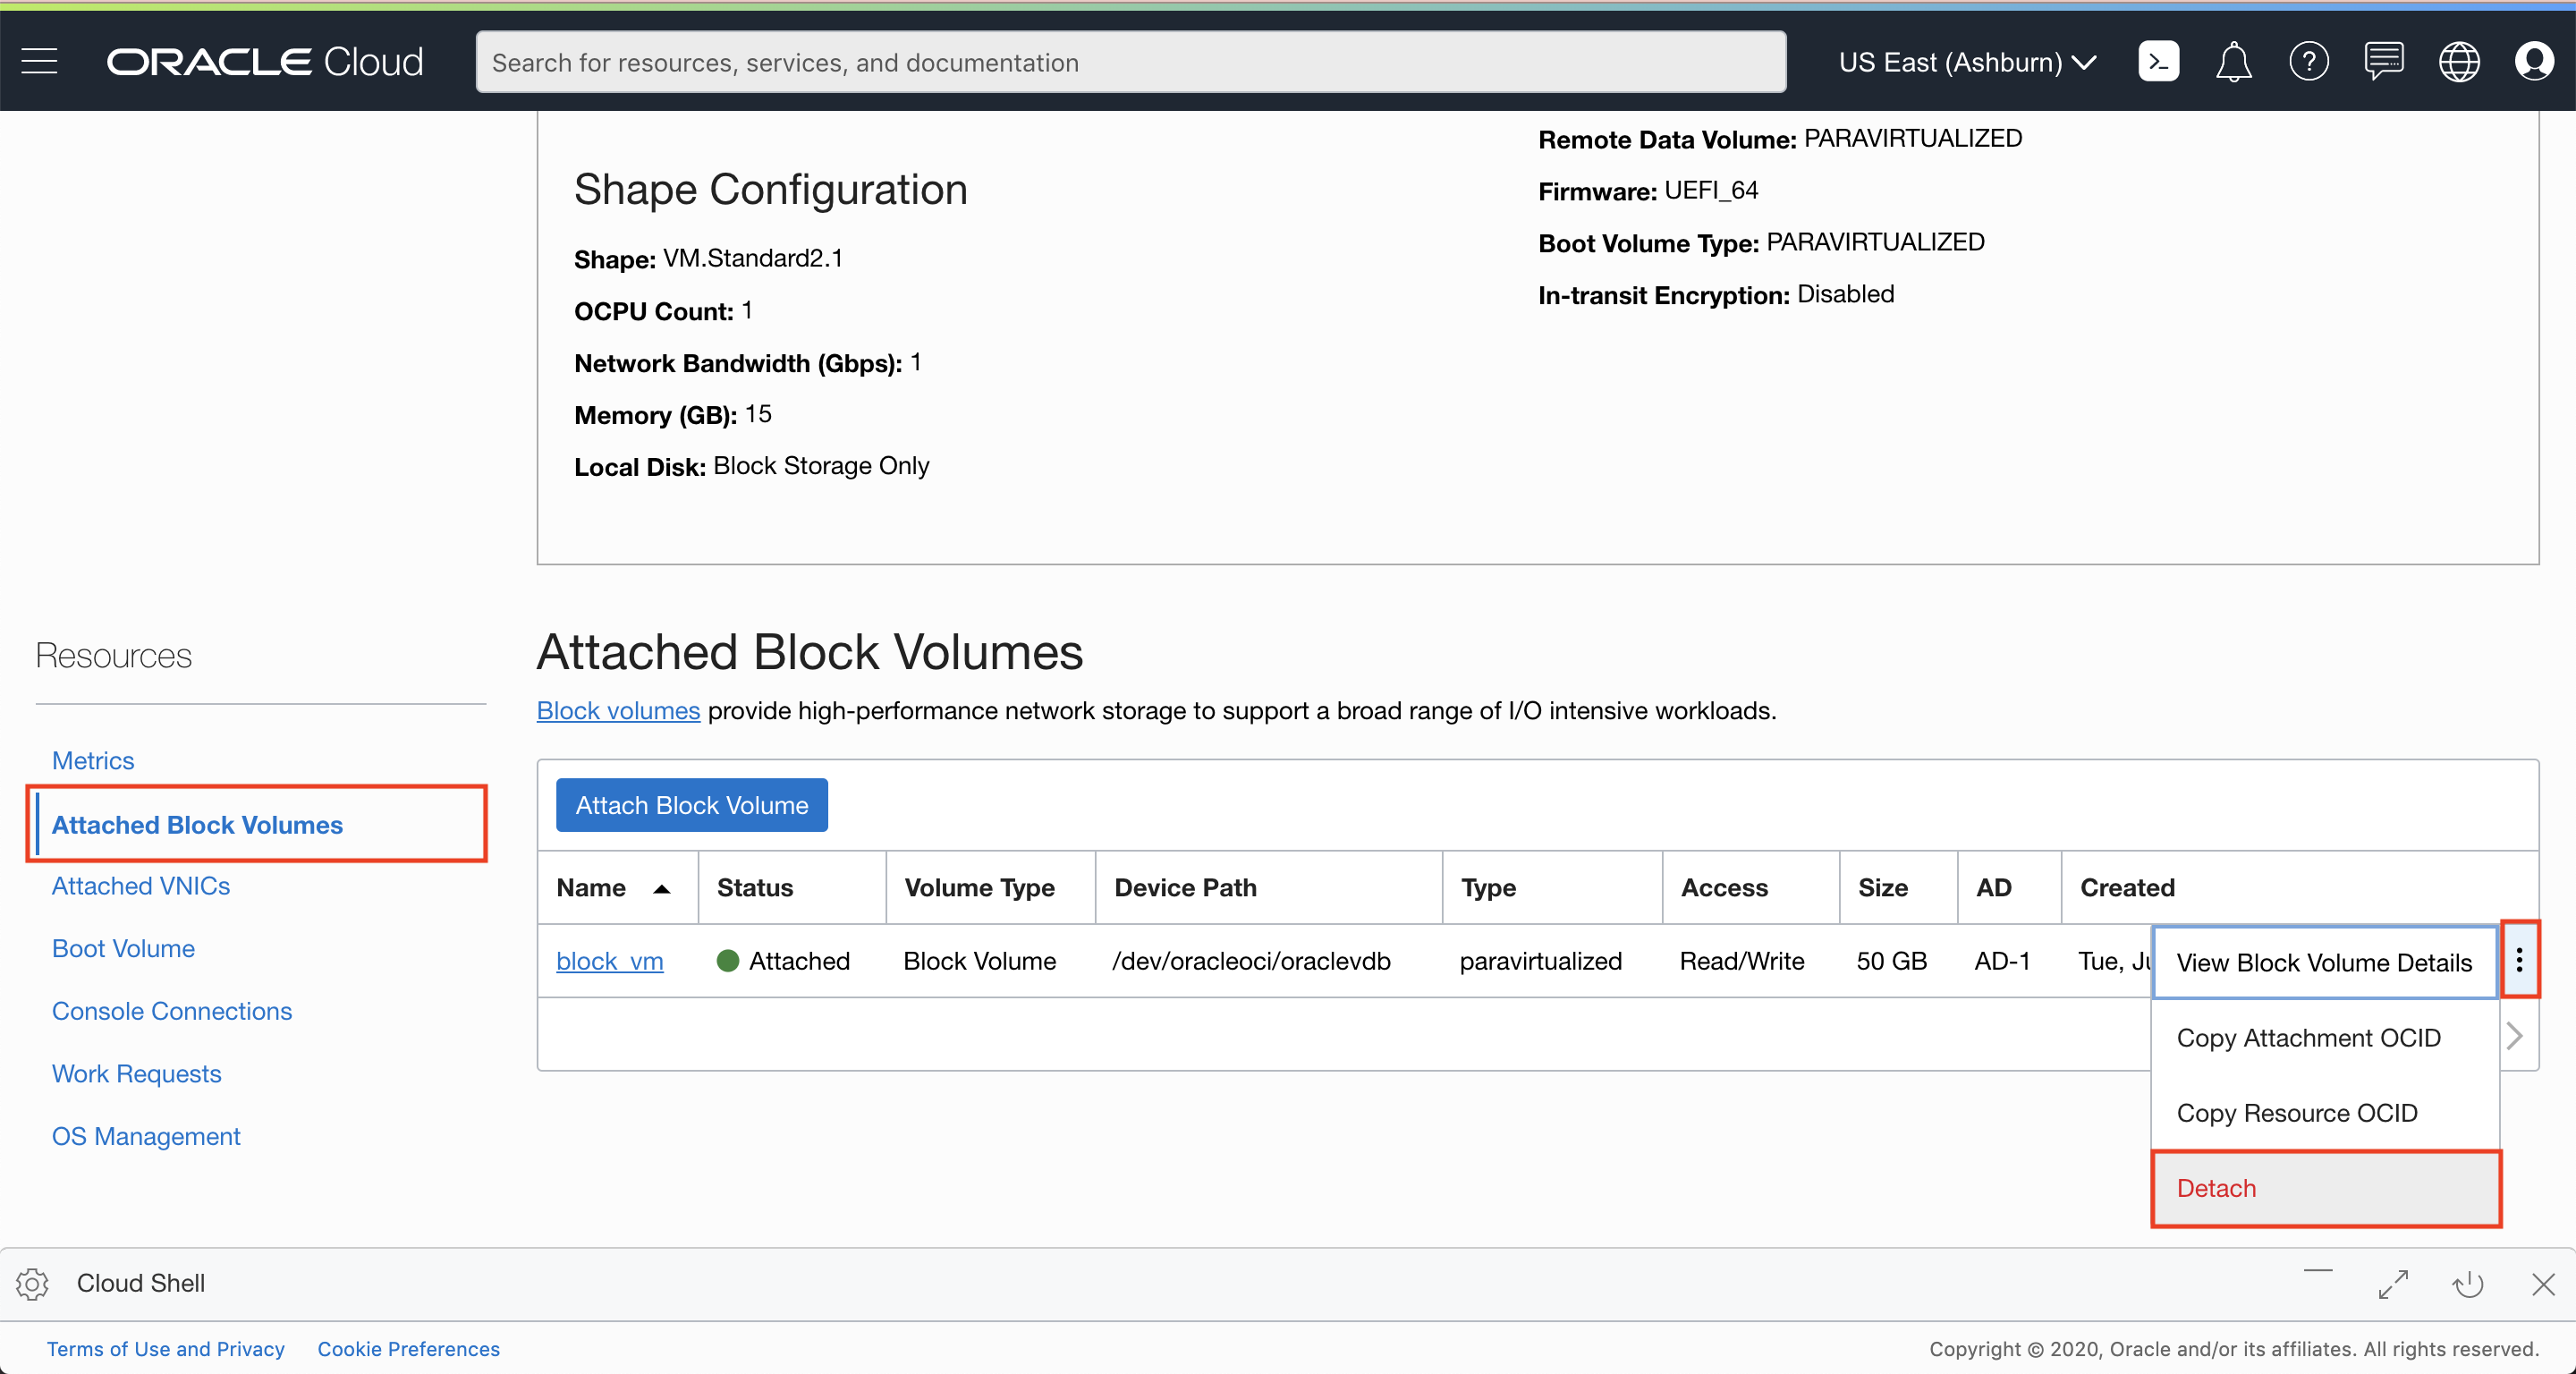 ORACLE Cloud
Search for resources, services, and documentation
US East (Ashburn)
Shape Configuration
Shape: VM.Standard2.1
OCPU Count: 1
Network Bandwidth (Gbps): 1
Memory (GB): 15
Local Disk: Block Storage Only
Remote Data Volume: PARAVIRTUALIZED
Firmware: UEFI_64
Boot Volume Type: PARAVIRTUALIZED
In-transit Encryption: Disabled
Resources
Metrics
Attached Block Volumes
Attached VNICs
Boot Volume
Console Connections
Work Requests
OS Management
Attached Block Volumes
Block volumes provide high-performance network storage to support a broad range of I/O intensive workloads.
Attach Block Volume
Name Status Volume Type Device Path Type Access Size AD Created
block_vm Attached Block Volume /dev/oracleoci/oraclevdb paravirtualized Read/Write 50 GB AD-1 Tue,
View Block Volume Details
Copy Attachment OCID
Copy Resource OCID
Detach
Cloud Shell
Terms of Use and Privacy Cookie Preferences
Copyright © 2020, Oracle and/or its affiliates. All rights reserved.